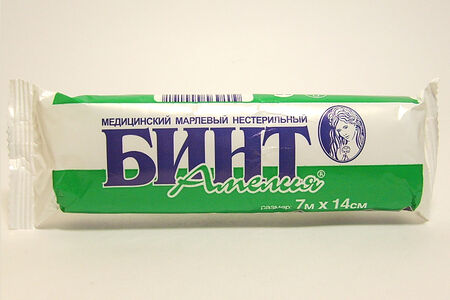 МЕДИЦИНСКИЙ МАРЛЕВЫЙ НЕСТЕРИЛЬНЫЙ
БИНТ
Амелия®
размер: 7м х 14см